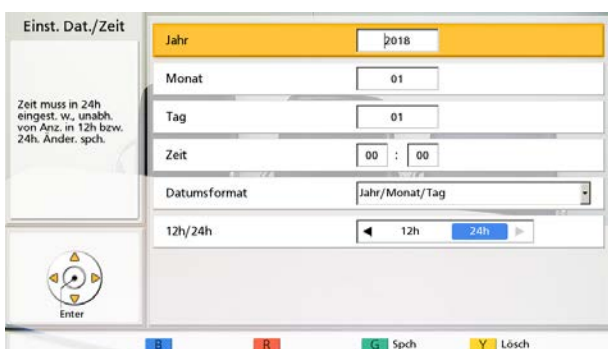 Einst. Dat./Zeit
Zeit muss in 24h
eingest. w., unabh.
von Anz. in 12h bzw.
24h. Änder. spch.
Enter
Jahr 2018
Monat 01
Tag 01
Zeit 00 : 00
Datumsformat Jahr/Monat/Tag
12h/24h 12h 24h
B R G Spch Y Lösch